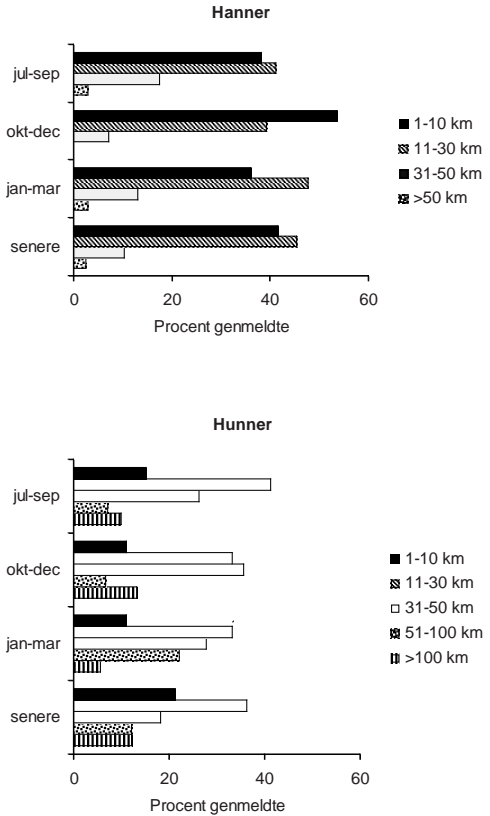 Hanner
jul-sep
okt-dec
jan-mar
senere
0 20 40 60
Procent genmeldte
1-10 km
11-30 km
31-50 km
>50 km
Hunner
jul-sep
okt-dec
jan-mar
senere
0 20 40 60
Procent genmeldte
1-10 km
11-30 km
31-50 km
51-100 km
>100 km